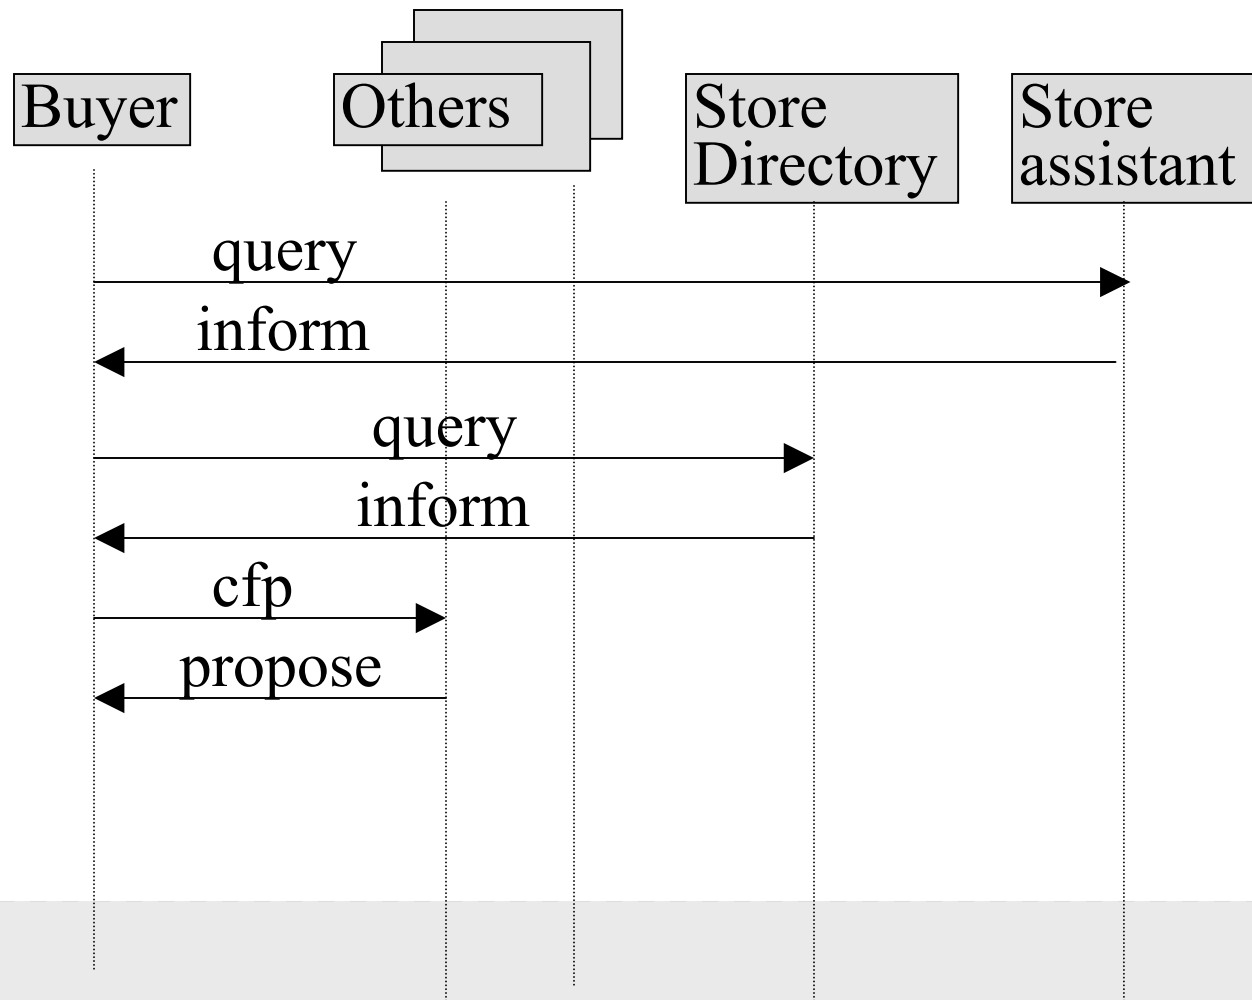 Buyer
Others
Store
Directory
Store
assistant
query
inform
query
inform
cfp
propose